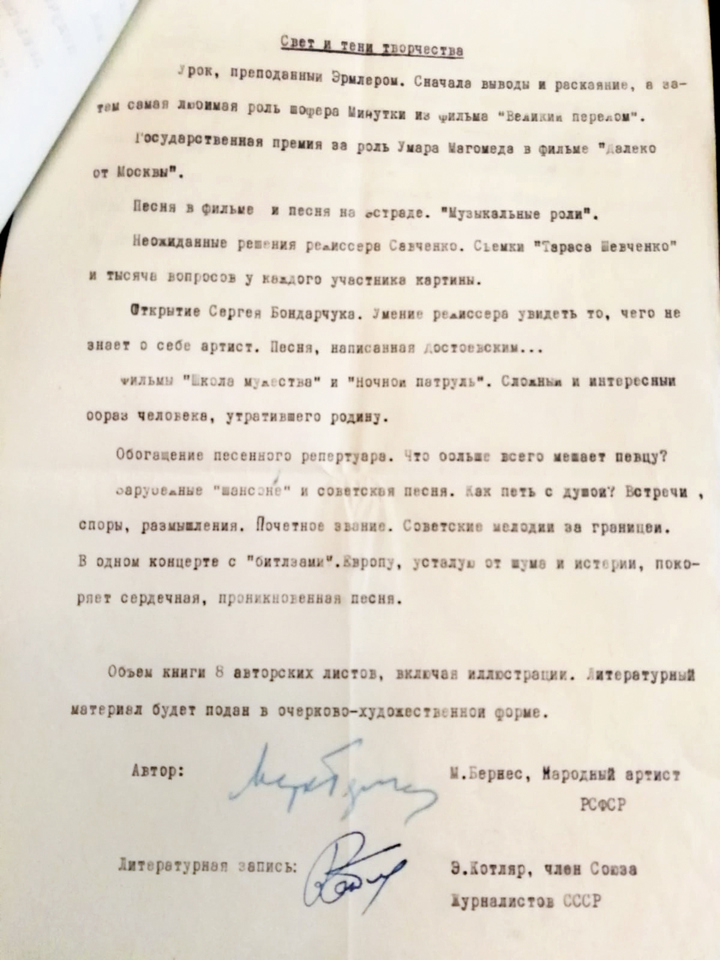 Свет и тени творчества
Урок, преподанный Эрмлером. Сначала выводы и раскаяние, а за-
тем самая любимая роль шофера Минутки из фильма "Великий перелом".
Государственная премия за роль Умара Магомеда в фильме "Далеко
от Москвы".
Песня в фильме и песня на эстраде. "Музыкальные роли".
Неожиданные решения режиссера Савченко. Съемки "Тараса Шевченко"
и тысяча вопросов у каждого участника картины.
Открытие Сергея Бондарчука. Умение режиссера увидеть то, чего не
знает о себе артист. Песня, написанная Достоевским...
Фильмы "Школа мужества" и "Ночной патруль". Сложный и интересный
образ человека, утратившего родину.
Обогащение песенного репертуара. Что больше всего мешает певцу?
Зарубежные "шансоне" и советская песня. Как петь с душой? Встречи ,
споры, размышления. Почетное звание. Советские мелодии за границей.
В одном концерте с "битлзами".Европу, усталую от шума и истерии, поко-
ряет сердечная, проникновенная песня.
Объем книги 8 авторских листов, включая иллюстрации. Литературный
материал будет подан в очерково-художественной форме.
Автор:
М.Бернес, Народный артист
РСФСР
Литературная запись:
Э.Котляр, член Союза
Журналистов СССР